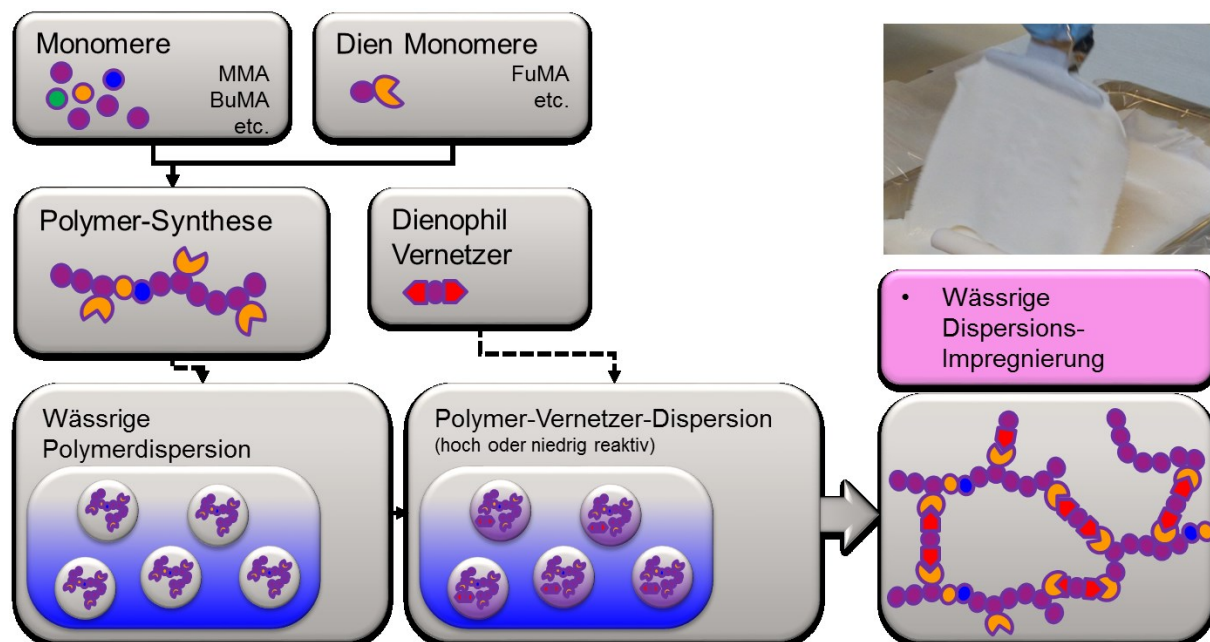 Monomere
MMA
BuMA
etc.
Dien Monomere
FuMA
etc.
Polymer-Synthese
Dienophil
Vernetzer
• Wässrige
Dispersions-
Impregnierung
Wässrige
Polymerdispersion
Polymer-Vernetzer-Dispersion
(hoch oder niedrig reaktiv)